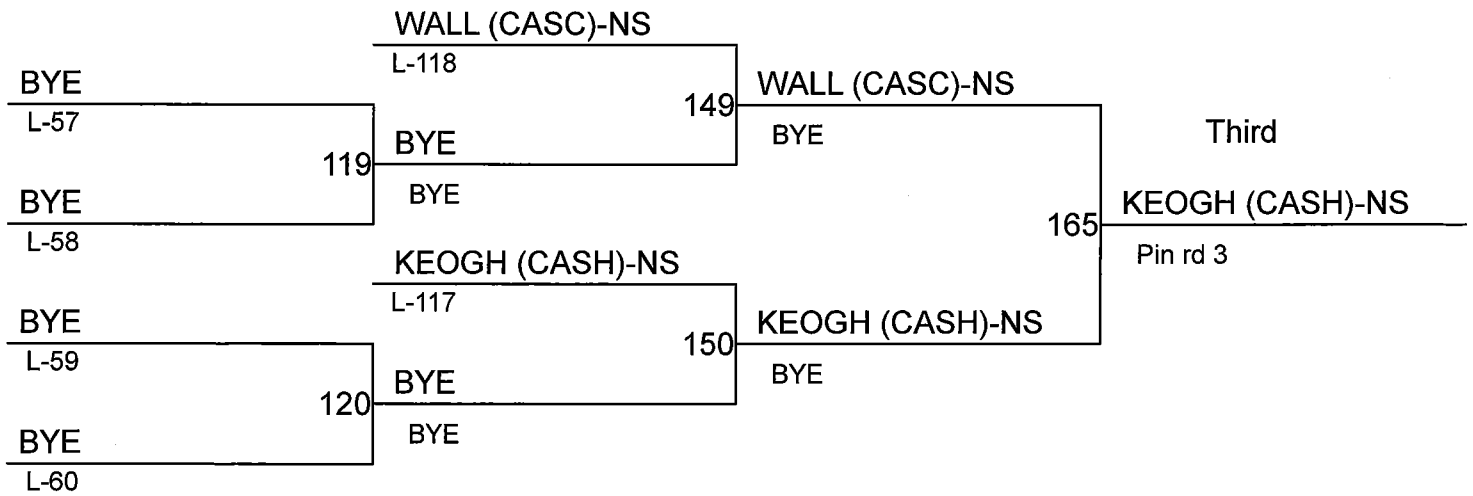 WALL (CASC)-NS
L-118
BYE
L-57
149
WALL (CASC)-NS
BYE
119
BYE
BYE
BYE
L-58
Third
165
KEOGH (CASH)-NS
Pin rd 3
KEOGH (CASH)-NS
L-117
BYE
L-59
150
KEOGH (CASH)-NS
BYE
120
BYE
BYE
BYE
L-60